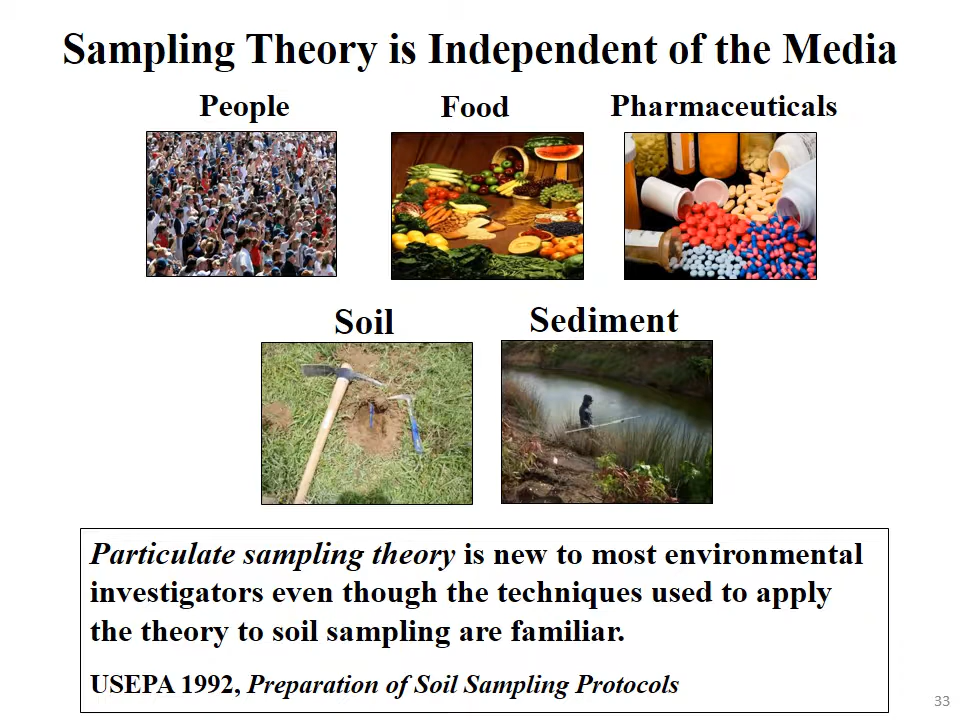 Sampling Theory is Independent of the Media
People
Food
Pharmaceuticals
Soil
Sediment
Particulate sampling theory is new to most environmental
investigators even though the techniques used to apply
the theory to soil sampling are familiar.
USEPA 1992, Preparation of Soil Sampling Protocols
33